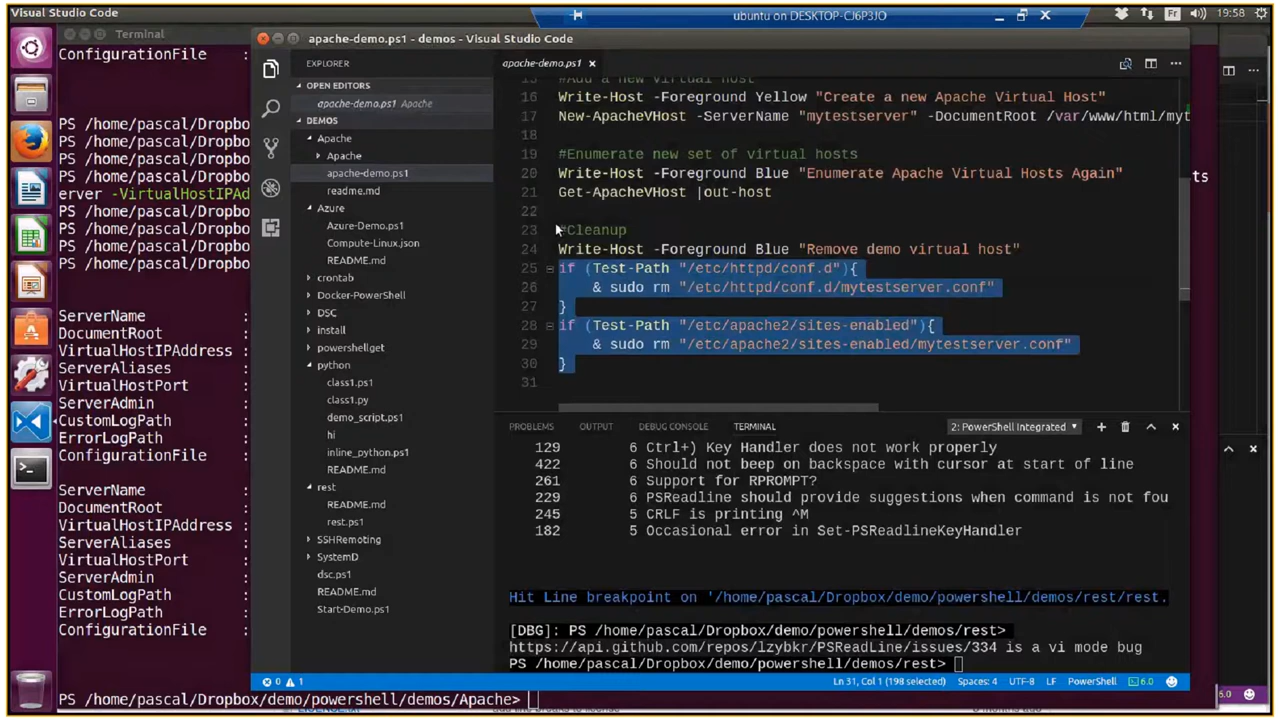 Visual Studio Code
ubuntu on DESKTOP-CJ6P3JO
Fr
19:58
Terminal
ConfigurationFile :
PS /home/pascal/Dropbo
PS /home/pascal/Dropbo
PS /home/pascal/Dropbo
PS /home/pascal/Dropbo
erver -VirtualHostIPAd
PS /home/pascal/Dropbo
PS /home/pascal/Dropbo
PS /home/pascal/Dropbo
PS /home/pascal/Dropbo
ServerName :
DocumentRoot :
VirtualHostIPAddress :
ServerAliases :
VirtualHostPort :
ServerAdmin :
CustomLogPath :
ErrorLogPath :
ConfigurationFile :
ServerName :
DocumentRoot :
VirtualHostIPAddress :
ServerAliases :
VirtualHostPort :
ServerAdmin :
CustomLogPath :
ErrorLogPath :
ConfigurationFile :
PS /home/pascal/Dropbox/demo/powershell/demos/Apache>
apache-demo.ps1 - demos - Visual Studio Code
EXPLORER
OPEN EDITORS
apache-demo.ps1 Apache
DEMOS
Apache
Apache
apache-demo.ps1
readme.md
Azure
Azure-Demo.ps1
Compute-Linux.json
README.md
crontab
Docker-PowerShell
DSC
install
powershellget
python
class1.ps1
class1.py
demo_script.ps1
hi
inline_python.ps1
README.md
rest
README.md
rest.ps1
SSHRemoting
SystemD
dsc.ps1
README.md
Start-Demo.ps1
apache-demo.ps1
15 #Add a new virtual host
16 Write-Host -Foreground Yellow "Create a new Apache Virtual Host"
17 New-ApacheVHost -ServerName "mytestserver" -DocumentRoot /var/www/html/myt
18
19 #Enumerate new set of virtual hosts
20 Write-Host -Foreground Blue "Enumerate Apache Virtual Hosts Again"
21 Get-ApacheVHost |out-host
22
23 #Cleanup
24 Write-Host -Foreground Blue "Remove demo virtual host"
25 if (Test-Path "/etc/httpd/conf.d"){
26 & sudo rm "/etc/httpd/conf.d/mytestserver.conf"
27 }
28 if (Test-Path "/etc/apache2/sites-enabled"){
29 & sudo rm "/etc/apache2/sites-enabled/mytestserver.conf"
30 }
31
PROBLEMS OUTPUT DEBUG CONSOLE TERMINAL
2: PowerShell Integrated
129 6 Ctrl+) Key Handler does not work properly
422 6 Should not beep on backspace with cursor at start of line
261 6 Support for RPROMPT?
229 6 PSReadline should provide suggestions when command is not fou
245 5 CRLF is printing ^M
182 5 Occasional error in Set-PSReadlineKeyHandler
Hit Line breakpoint on '/home/pascal/Dropbox/demo/powershell/demos/rest/rest.
[DBG]: PS /home/pascal/Dropbox/demo/powershell/demos/rest>
https://api.github.com/repos/lzybkr/PSReadLine/issues/334 is a vi mode bug
PS /home/pascal/Dropbox/demo/powershell/demos/rest>
0 1
Ln 31, Col 1 (198 selected) Spaces: 4 UTF-8 LF PowerShell 6.0
ts
6.0